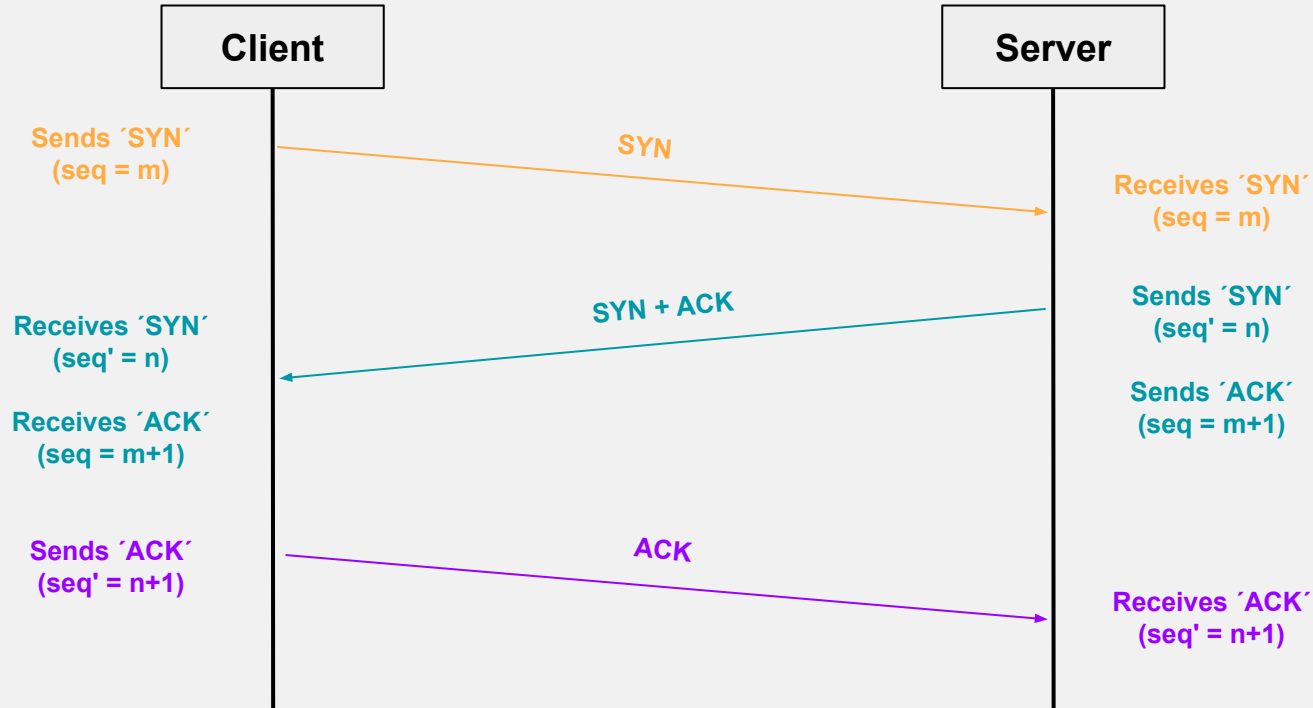 Client
Server
Sends ´SYN´
(seq = m)
SYN
Receives ´SYN´
(seq = m)
Sends ´SYN´
(seq' = n)
SYN + ACK
Receives ´SYN´
(seq' = n)
Sends ´ACK´
(seq = m+1)
Receives ´ACK´
(seq = m+1)
Sends ´ACK´
(seq' = n+1)
ACK
Receives ´ACK´
(seq' = n+1)